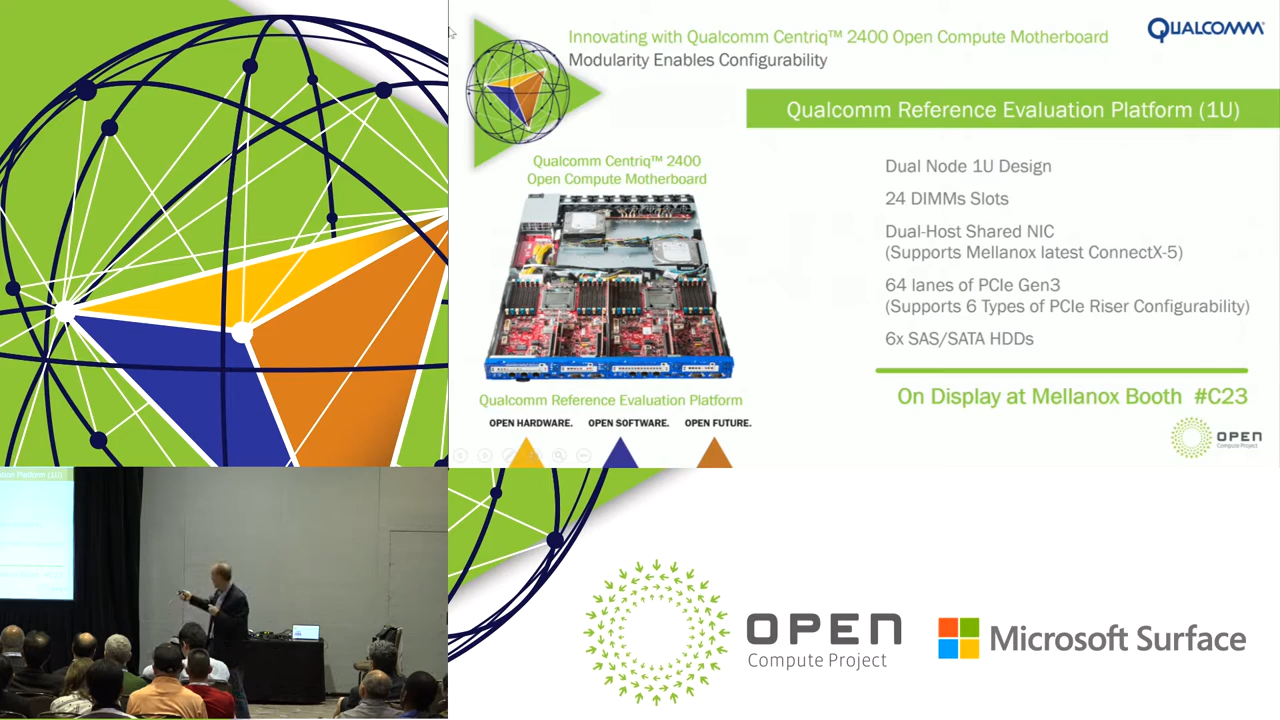 Innovating with Qualcomm Centriq™ 2400 Open Compute Motherboard
Modularity Enables Configurability
QUALCOMM®
Qualcomm Reference Evaluation Platform (1U)
Qualcomm Centriq™ 2400
Open Compute Motherboard
Dual Node 1U Design
24 DIMMs Slots
Dual-Host Shared NIC
(Supports Mellanox latest ConnectX-5)
64 lanes of PCIe Gen3
(Supports 6 Types of PCIe Riser Configurability)
6x SAS/SATA HDDs
On Display at Mellanox Booth #C23
Qualcomm Reference Evaluation Platform
OPEN HARDWARE. OPEN SOFTWARE. OPEN FUTURE.
OPEN
Compute Project
OPEN
Compute Project
Microsoft Surface